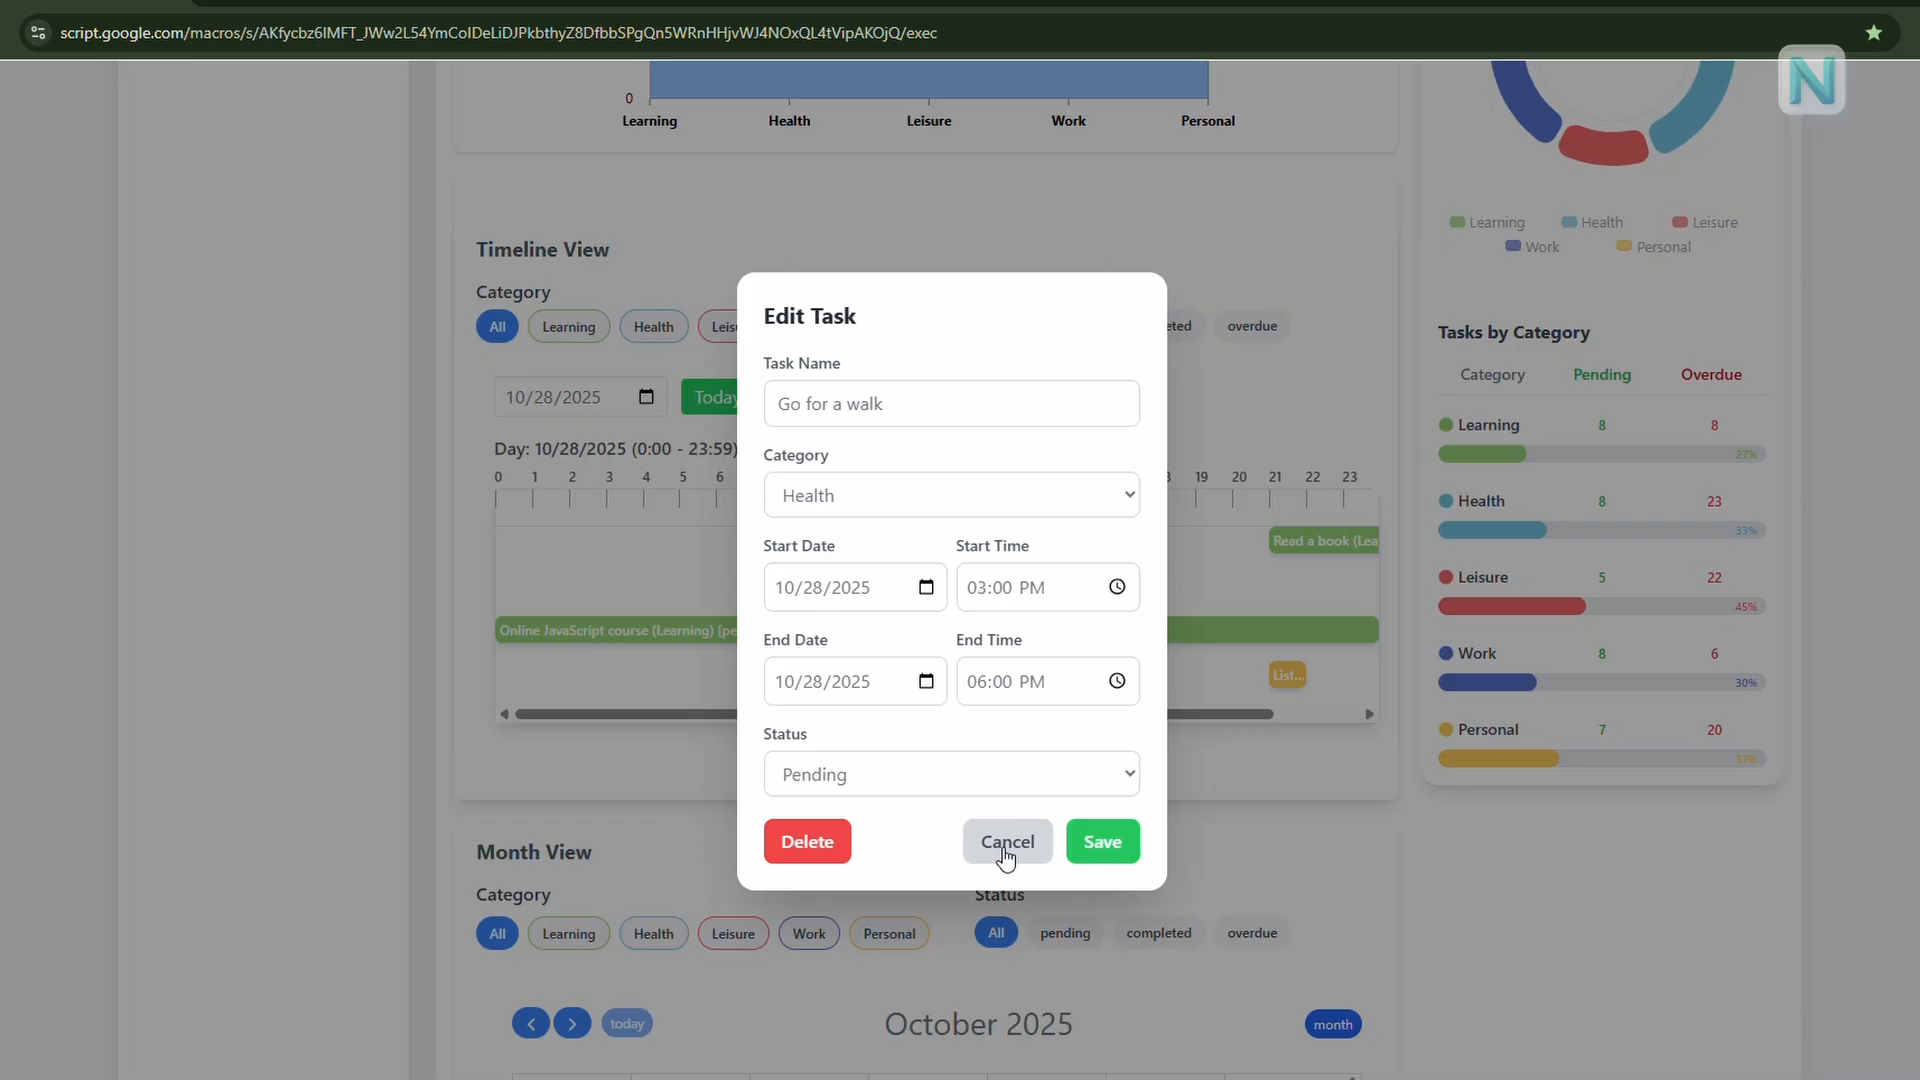 script.google.com/macros/s/AKfycbz6lMFT_JWw2L54YmCoIDeLiDJPkbthyZ8DfbbSPgQn5WRnHHjvWJ4NOxQL4tVipAKOjQ/exec
N
0
Learning Health Leisure Work Personal
Learning Health Leisure
Work Personal
Timeline View
Category
All Learning Health overdue
10/28/2025 Today
Day: 10/28/2025 (0:00 - 23:59)
0 1 2 3 4 5 6 19 20 21 22 23
Read a book (Lea
Online JavaScript course (Learning) [pe
List...
Edit Task
Task Name
Go for a walk
Category
Health
Start Date Start Time
10/28/2025 03:00 PM
End Date End Time
10/28/2025 06:00 PM
Status
Pending
Delete Cancel Save
Tasks by Category
Category Pending Overdue
Learning 8 8
27%
Health 8 23
33%
Leisure 5 22
45%
Work 8 6
30%
Personal 7 20
37%
Month View
Category Status
All Learning Health Leisure Work Personal All pending completed overdue
today October 2025 month